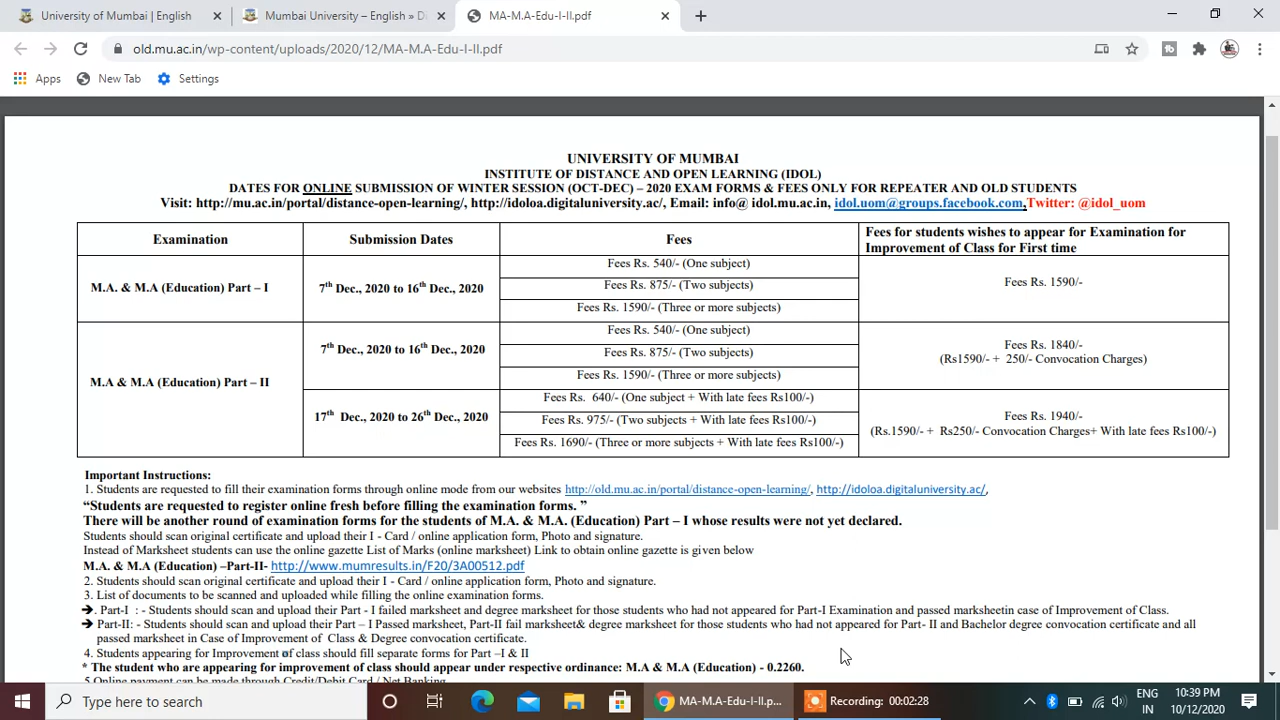 University of Mumbai | English
Mumbai University – English » D
MA-M.A-Edu-I-II.pdf
old.mu.ac.in/wp-content/uploads/2020/12/MA-M.A-Edu-I-II.pdf
Apps
New Tab
Settings
UNIVERSITY OF MUMBAI
INSTITUTE OF DISTANCE AND OPEN LEARNING (IDOL)
DATES FOR ONLINE SUBMISSION OF WINTER SESSION (OCT-DEC) – 2020 EXAM FORMS & FEES ONLY FOR REPEATER AND OLD STUDENTS
Visit: http://mu.ac.in/portal/distance-open-learning/, http://idoloa.digitaluniversity.ac/, Email: info@ idol.mu.ac.in, idol.uom@groups.facebook.com,Twitter: @idol_uom
Examination
Submission Dates
Fees
Fees for students wishes to appear for Examination for
Improvement of Class for First time
M.A. & M.A (Education) Part – I
7th Dec., 2020 to 16th Dec., 2020
Fees Rs. 540/- (One subject)
Fees Rs. 875/- (Two subjects)
Fees Rs. 1590/- (Three or more subjects)
Fees Rs. 1590/-
M.A & M.A (Education) Part – II
7th Dec., 2020 to 16th Dec., 2020
Fees Rs. 540/- (One subject)
Fees Rs. 875/- (Two subjects)
Fees Rs. 1590/- (Three or more subjects)
Fees Rs. 1840/-
(Rs1590/- + 250/- Convocation Charges)
17th Dec., 2020 to 26th Dec., 2020
Fees Rs. 640/- (One subject + With late fees Rs100/-)
Fees Rs. 975/- (Two subjects + With late fees Rs100/-)
Fees Rs. 1690/- (Three or more subjects + With late fees Rs100/-)
Fees Rs. 1940/-
(Rs.1590/- + Rs250/- Convocation Charges+ With late fees Rs100/-)
Important Instructions:
1. Students are requested to fill their examination forms through online mode from our websites http://old.mu.ac.in/portal/distance-open-learning/, http://idoloa.digitaluniversity.ac/,
“Students are requested to register online fresh before filling the examination forms. ”
There will be another round of examination forms for the students of M.A. & M.A. (Education) Part – I whose results were not yet declared.
Students should scan original certificate and upload their I - Card / online application form, Photo and signature.
Instead of Marksheet students can use the online gazette List of Marks (online marksheet) Link to obtain online gazette is given below
M.A. & M.A (Education) –Part-II- http://www.mumresults.in/F20/3A00512.pdf
2. Students should scan original certificate and upload their I - Card / online application form, Photo and signature.
3. List of documents to be scanned and uploaded while filling the online examination forms.
➔. Part-I : - Students should scan and upload their Part - I failed marksheet and degree marksheet for those students who had not appeared for Part-I Examination and passed marksheetin case of Improvement of Class.
➔ Part-II: - Students should scan and upload their Part – I Passed marksheet, Part-II fail marksheet& degree marksheet for those students who had not appeared for Part- II and Bachelor degree convocation certificate and all
passed marksheet in Case of Improvement of Class & Degree convocation certificate.
4. Students appearing for Improvement of class should fill separate forms for Part –I & II
* The student who are appearing for improvement of class should appear under respective ordinance: M.A & M.A (Education) - 0.2260.
5.Online payment can be made through Credit/Debit Card / Net Banking
Type here to search
MA-M.A-Edu-I-II.p...
Recording: 00:02:28
ENG
IN
10:39 PM
10/12/2020